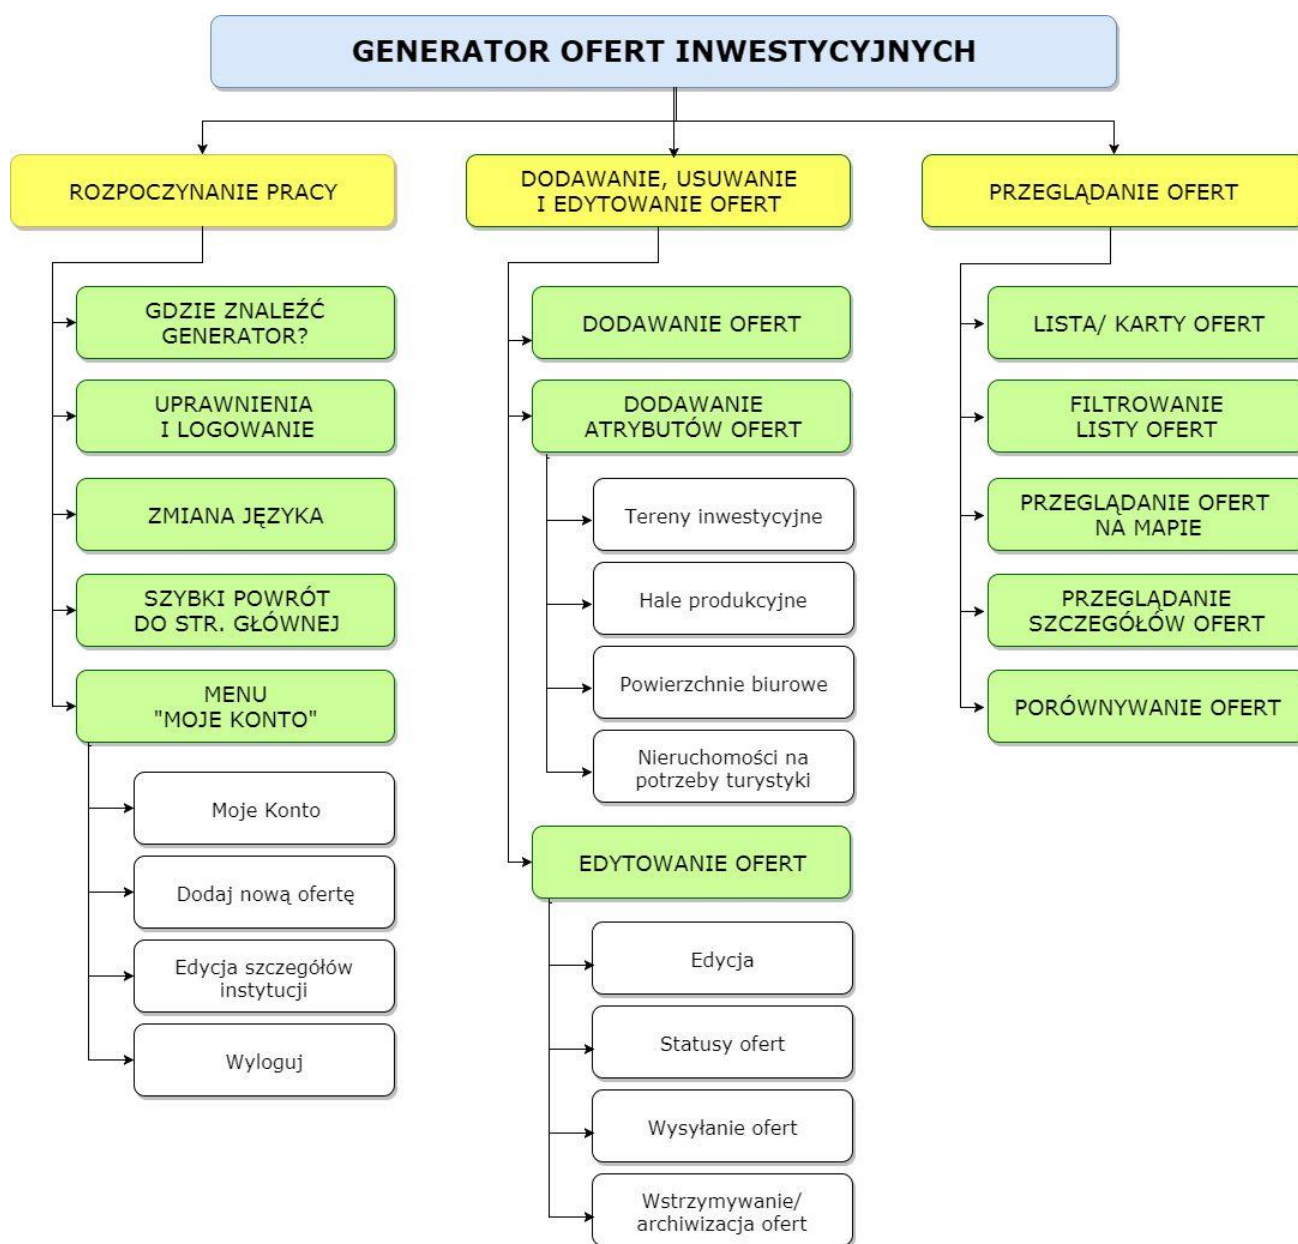 GENERATOR OFERT INWESTYCYJNYCH
ROZPOCZYNANIE PRACY
GDZIE ZNALEŹĆ
GENERATOR?
UPRAWNIENIA
I LOGOWANIE
ZMIANA JĘZYKA
SZYBKI POWRÓT
DO STR. GŁÓWNEJ
MENU
"MOJE KONTO"
Moje Konto
Dodaj nową ofertę
Edycja szczegółów
instytucji
Wyloguj
DODAWANIE, USUWANIE
I EDYTOWANIE OFERT
DODAWANIE OFERT
DODAWANIE
ATRYBUTÓW OFERT
Tereny inwestycyjne
Hale produkcyjne
Powierzchnie biurowe
Nieruchomości na
potrzeby turystyki
EDYTOWANIE OFERT
Edycja
Statusy ofert
Wysyłanie ofert
Wstrzymywanie/
archiwizacja ofert
PRZEGLĄDANIE OFERT
LISTA/ KARTY OFERT
FILTROWANIE
LISTY OFERT
PRZEGLĄDANIE OFERT
NA MAPIE
PRZEGLĄDANIE
SZCZEGÓŁÓW OFERT
PORÓWNYWANIE OFERT